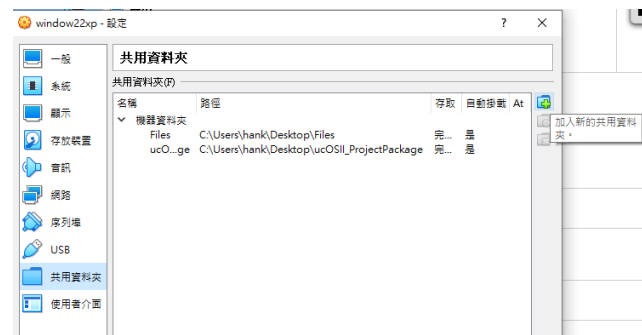 window22xp - 設定 ? ×
一般
系統
顯示
存放裝置
音訊
網路
序列埠
USB
共用資料夾
使用者介面
共用資料夾
共用資料夾(F)
名稱 路徑 存取 自動掛載 At
機器資料夾
Files C:\Users\hank\Desktop\Files 完... 是
ucO...ge C:\Users\hank\Desktop\ucOSII_ProjectPackage 完... 是
加入新的共用資料
夾。